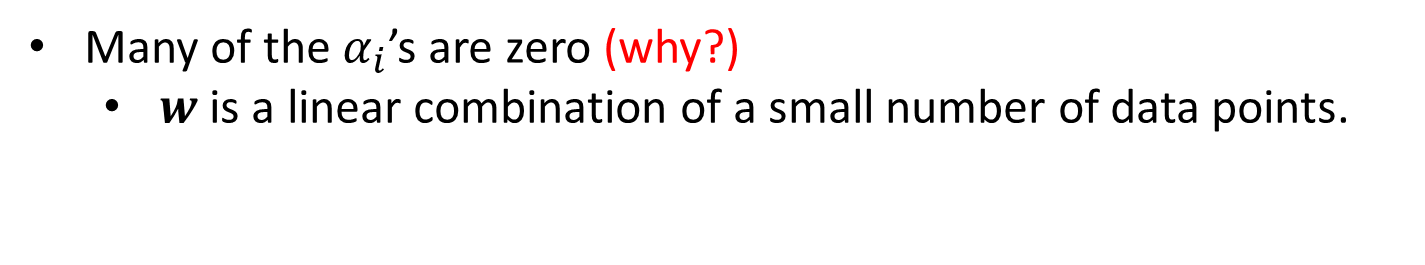 • Many of the αᵢ’s are zero (why?)
• w is a linear combination of a small number of data points.